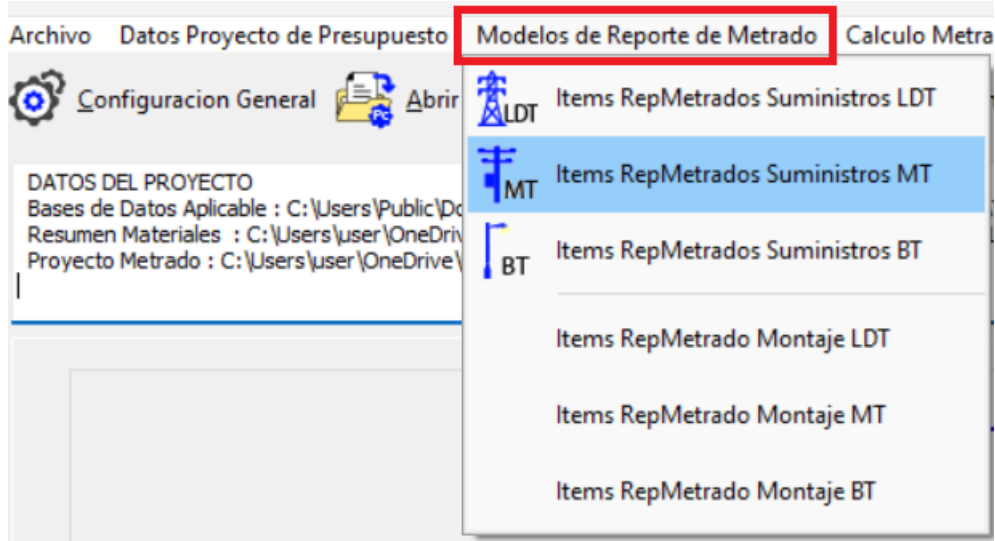 Archivo Datos Proyecto de Presupuesto Modelos de Reporte de Metrado Calculo Metra
Configuracion General Abrir
DATOS DEL PROYECTO
Bases de Datos Aplicable : C:\Users\Public\Do
Resumen Materiales : C:\Users\user\OneDriv
Proyecto Metrado : C:\Users\user\OneDrive\
LDT Items RepMetrados Suministros LDT
MT Items RepMetrados Suministros MT
BT Items RepMetrados Suministros BT
Items RepMetrado Montaje LDT
Items RepMetrado Montaje MT
Items RepMetrado Montaje BT